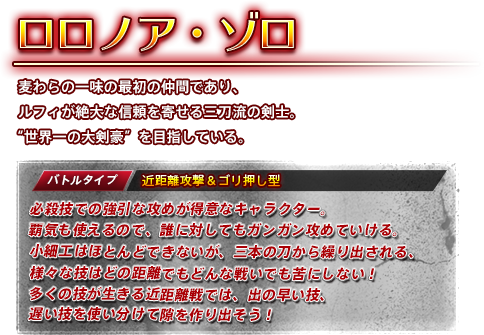 ロロノア・ゾロ
麦わらの一味の最初の仲間であり、
ルフィが絶大な信頼を寄せる三刀流の剣士。
“世界一の大剣豪”を目指している。
バトルタイプ 近距離攻撃＆ゴリ押し型
必殺技での強引な攻めが得意なキャラクター。
覇気も使えるので、誰に対してもガンガン攻めていける。
小細工はほとんどできないが、三本の刀から繰り出される、
様々な技はどの距離でもどんな戦いでも苦にしない！
多くの技が生きる近距離戦では、出の早い技、
遅い技を使い分けて隙を作り出そう！